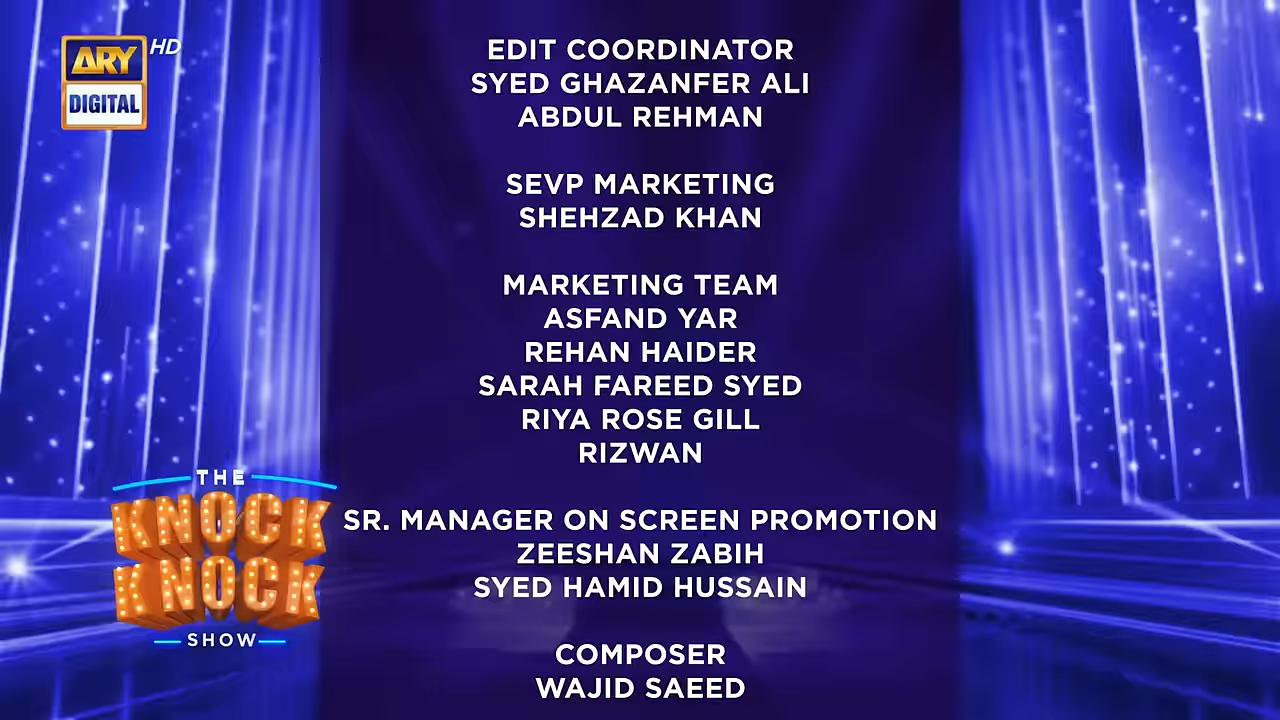 ARY
HD
DIGITAL
EDIT COORDINATOR
SYED GHAZANFER ALI
ABDUL REHMAN
SEVP MARKETING
SHEHZAD KHAN
MARKETING TEAM
ASFAND YAR
REHAN HAIDER
SARAH FAREED SYED
RIYA ROSE GILL
RIZWAN
SR. MANAGER ON SCREEN PROMOTION
ZEESHAN ZABIH
SYED HAMID HUSSAIN
COMPOSER
WAJID SAEED
THE
KNOCK
KNOCK
SHOW